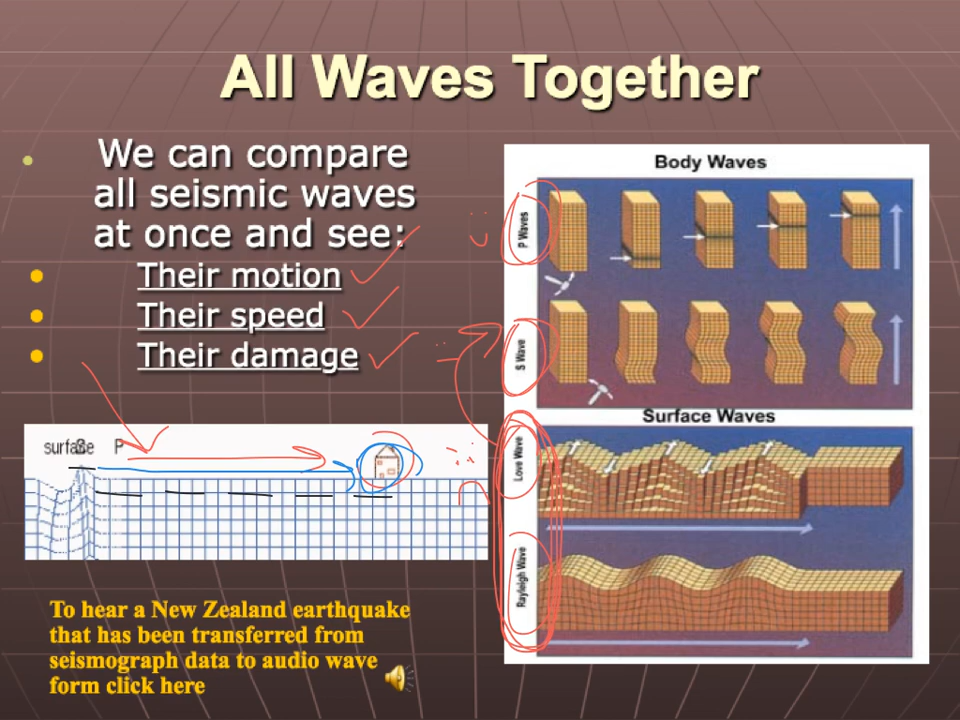 All Waves Together
We can compare
all seismic waves
at once and see:
Their motion
Their speed
Their damage
surface S P
To hear a New Zealand earthquake
that has been transferred from
seismograph data to audio wave
form click here
Body Waves
P Waves
S Wave
Surface Waves
Love Wave
Rayleigh Wave